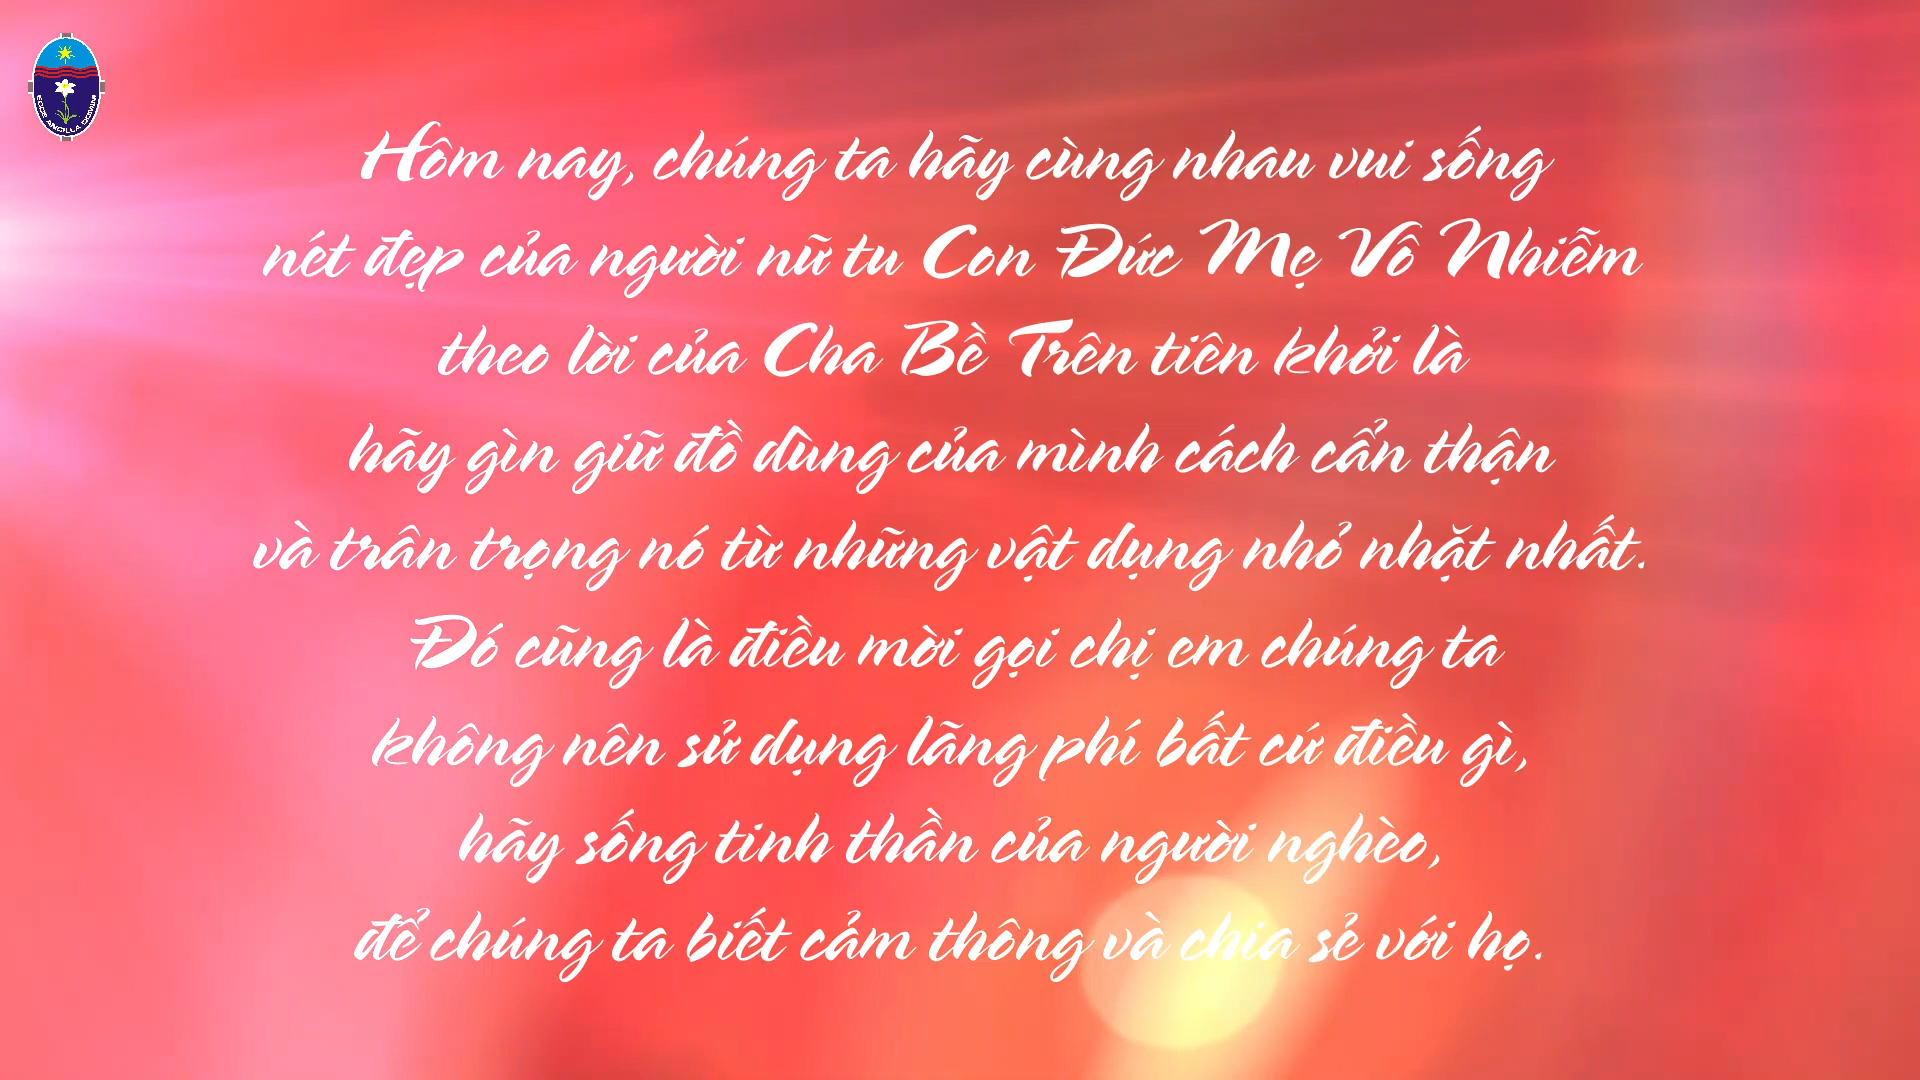 ECCE ANCILLA DOMINI
Hôm nay, chúng ta hãy cùng nhau vui sống
nét đẹp của người nữ tu Con Đức Mẹ Vô Nhiễm
theo lời của Cha Bề Trên tiên khởi là
hãy gìn giữ đồ dùng của mình cách cẩn thận
và trân trọng nó từ những vật dụng nhỏ nhặt nhất.
Đó cũng là điều mời gọi chị em chúng ta
không nên sử dụng lãng phí bất cứ điều gì,
hãy sống tinh thần của người nghèo,
để chúng ta biết cảm thông và chia sẻ với họ.